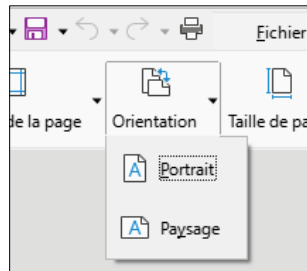 Fichier
de la page
Orientation
Taille de pa
Portrait
Paysage